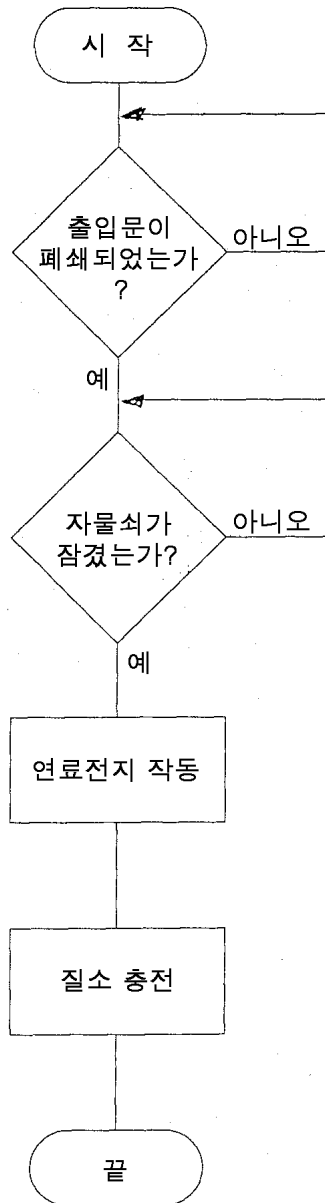 시 작
출입문이
폐쇄되었는가
?
아니오
예
자물쇠가
잠겼는가?
아니오
예
연료전지 작동
질소 충전
끝